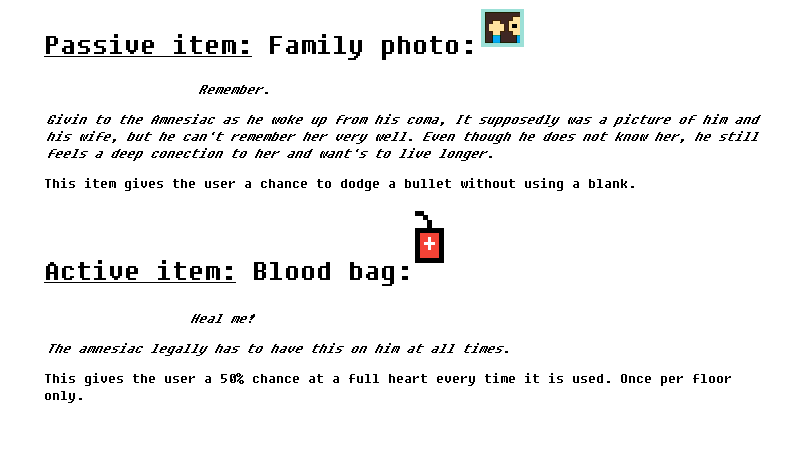 Passive item: Family photo:
Remember.
Givin to the Amnesiac as he woke up from his coma, It supposedly was a picture of him and
his wife, but he can't remember her very well. Even though he does not know her, he still
feels a deep conection to her and want's to live longer.
This item gives the user a chance to dodge a bullet without using a blank.
Active item: Blood bag:
Heal me!
The amnesiac legally has to have this on him at all times.
This gives the user a 50% chance at a full heart every time it is used. Once per floor
only.